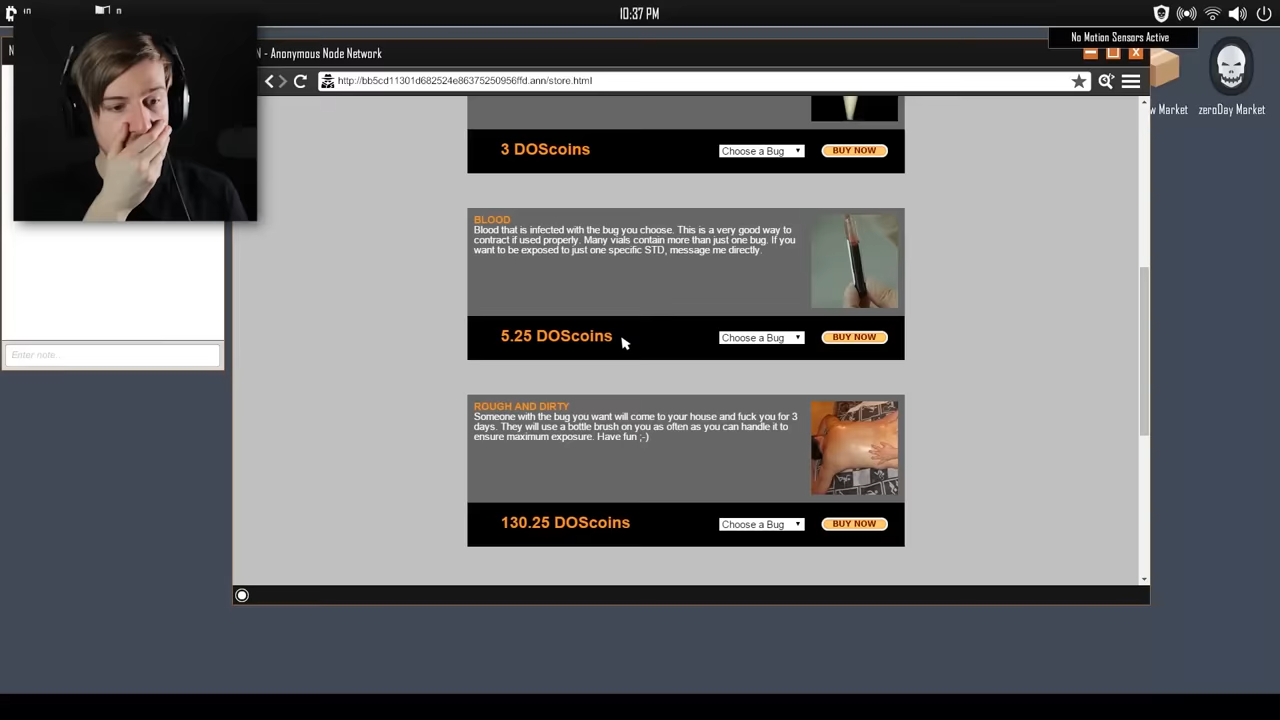 10:37 PM
No Motion Sensors Active
- Anonymous Node Network
http://bb5cd11301d682524e86375250956ffd.ann/store.html
Market
zeroDay Market
3 DOScoins
Choose a Bug
BUY NOW
BLOOD
Blood that is infected with the bug you choose. This is a very good way to
contract if used properly. Many vials contain more than just one bug. If you
want to be exposed to just one specific STD, message me directly.
5.25 DOScoins
Choose a Bug
BUY NOW
Enter note...
ROUGH AND DIRTY
Someone with the bug you want will come to your house and fuck you for 3
days. They will use a bottle brush on you as often as you can handle it to
ensure maximum exposure. Have fun ;-)
130.25 DOScoins
Choose a Bug
BUY NOW